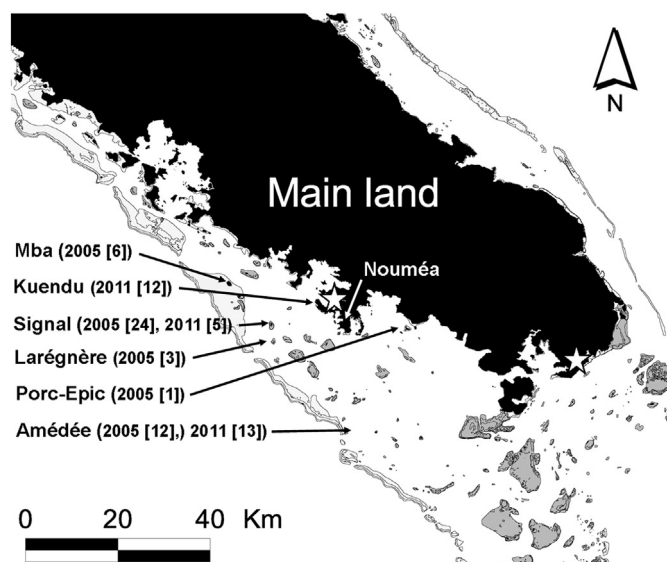 N
Main land
Mba (2005 [6])
Nouméa
Kuendu (2011 [12])
Signal (2005 [24], 2011 [5])
Larégnère (2005 [3])
Porc-Epic (2005 [1])
Amédée (2005 [12],) 2011 [13])
0 20 40 Km